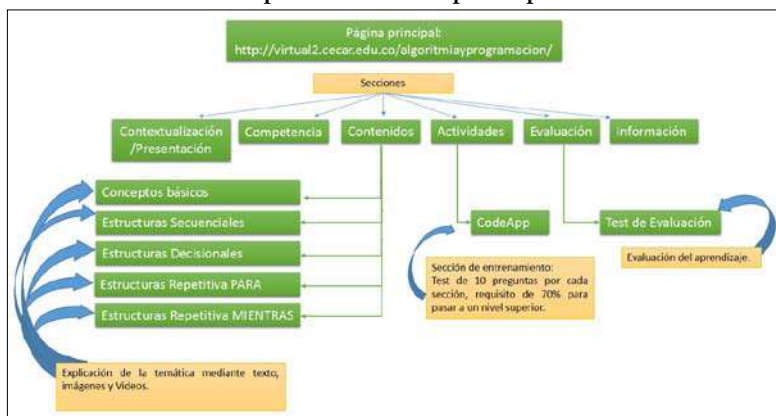 Página principal:
http://virtual2.cecar.edu.co/algoritmiayprogramacion/
Secciones
Contextualización
/Presentación
Competencia
Contenidos
Actividades
Evaluación
Información
Conceptos básicos
Estructuras Secuenciales
Estructuras Decisionales
Estructuras Repetitiva PARA
Estructuras Repetitiva MIENTRAS
CodeApp
Test de Evaluación
Sección de entrenamiento:
Test de 10 preguntas por cada
sección, requisito de 70% para
pasar a un nivel superior.
Evaluación del aprendizaje.
Explicación de la temática mediante texto,
imágenes y Videos.